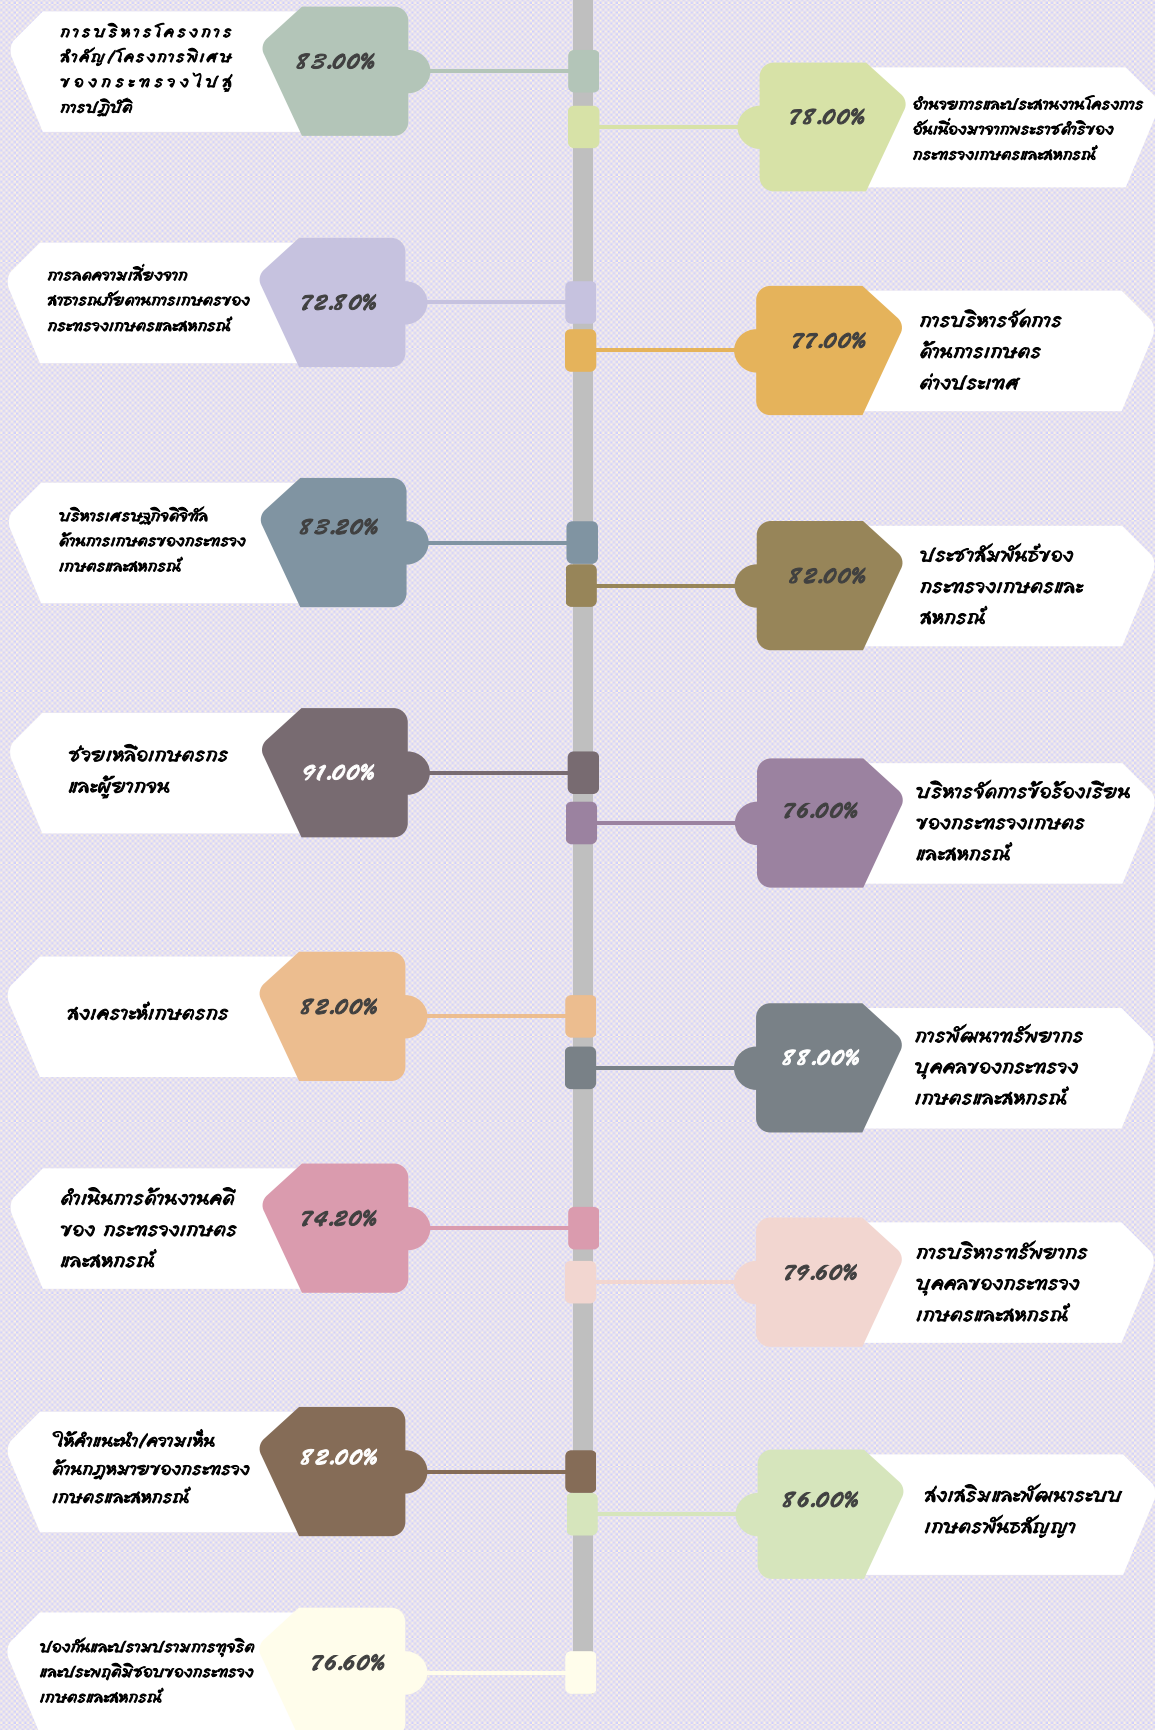 การบริหารโครงการ
สำคัญ/โครงการพิเศษ
ของกระทรวงไปสู่
การปฏิบัติ
83.00%
78.00%
อำนวยการและประสานงานโครงการ
อันเนื่องมาจากพระราชดำริของ
กระทรวงเกษตรและสหกรณ์
การลดความเสี่ยงจาก
สาธารณภัยดานการเกษตรของ
กระทรวงเกษตรและสหกรณ์
72.80%
77.00%
การบริหารจัดการ
ด้านการเกษตร
ต่างประเทศ
บริหารเศรษฐกิจดิจิทัล
ด้านการเกษตรของกระทรวง
เกษตรและสหกรณ์
83.20%
82.00%
ประชาสัมพันธ์ของ
กระทรวงเกษตรและ
สหกรณ์
ช่วยเหลือเกษตรกร
และผู้ยากจน
91.00%
76.00%
บริหารจัดการข้อร้องเรียน
ของกระทรวงเกษตร
และสหกรณ์
สงเคราะห์เกษตรกร
82.00%
88.00%
การพัฒนาทรัพยากร
บุคคลของกระทรวง
เกษตรและสหกรณ์
ดำเนินการด้านงานคดี
ของ กระทรวงเกษตร
และสหกรณ์
74.20%
79.60%
การบริหารทรัพยากร
บุคคลของกระทรวง
เกษตรและสหกรณ์
ให้คำแนะนำ/ความเห็น
ด้านกฎหมายของกระทรวง
เกษตรและสหกรณ์
82.00%
86.00%
ส่งเสริมและพัฒนาระบบ
เกษตรพันธสัญญา
ปองกันและปรามปรามการทุจริต
และประพฤติมิชอบของกระทรวง
เกษตรและสหกรณ์
76.60%